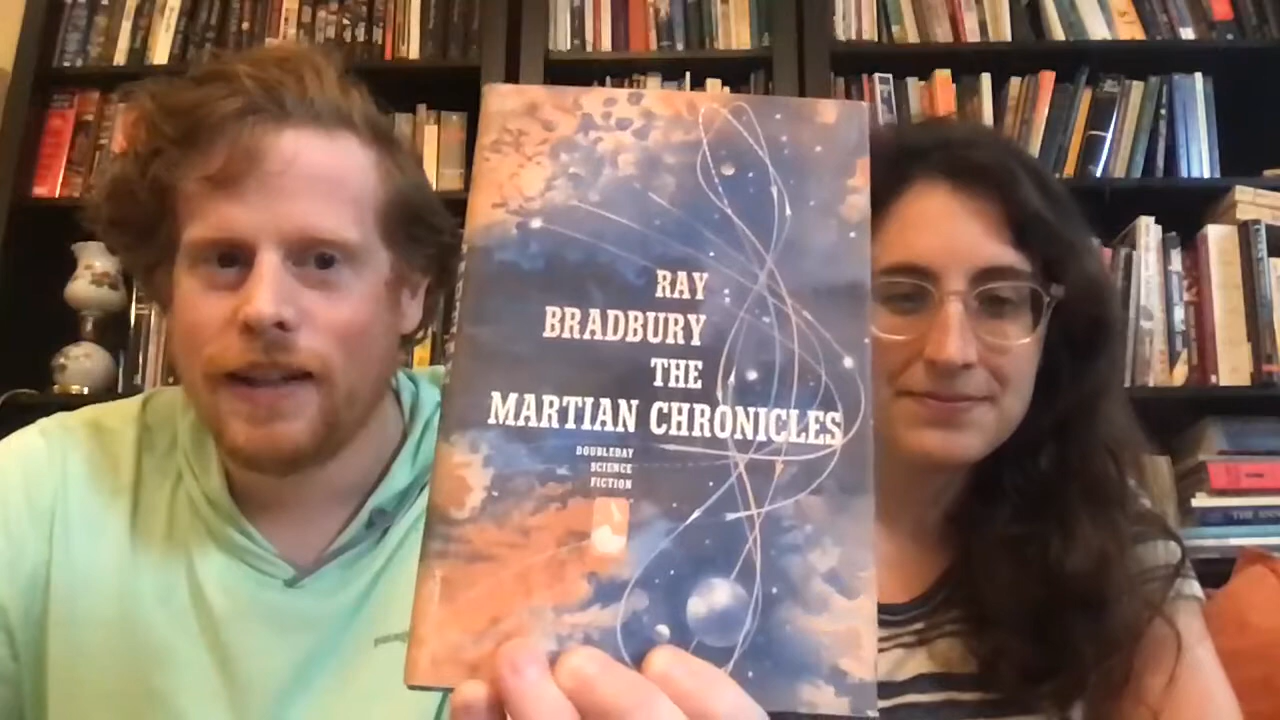 RAY
BRADBURY
THE
MARTIAN CHRONICLES
DOUBLEDAY
SCIENCE
FICTION